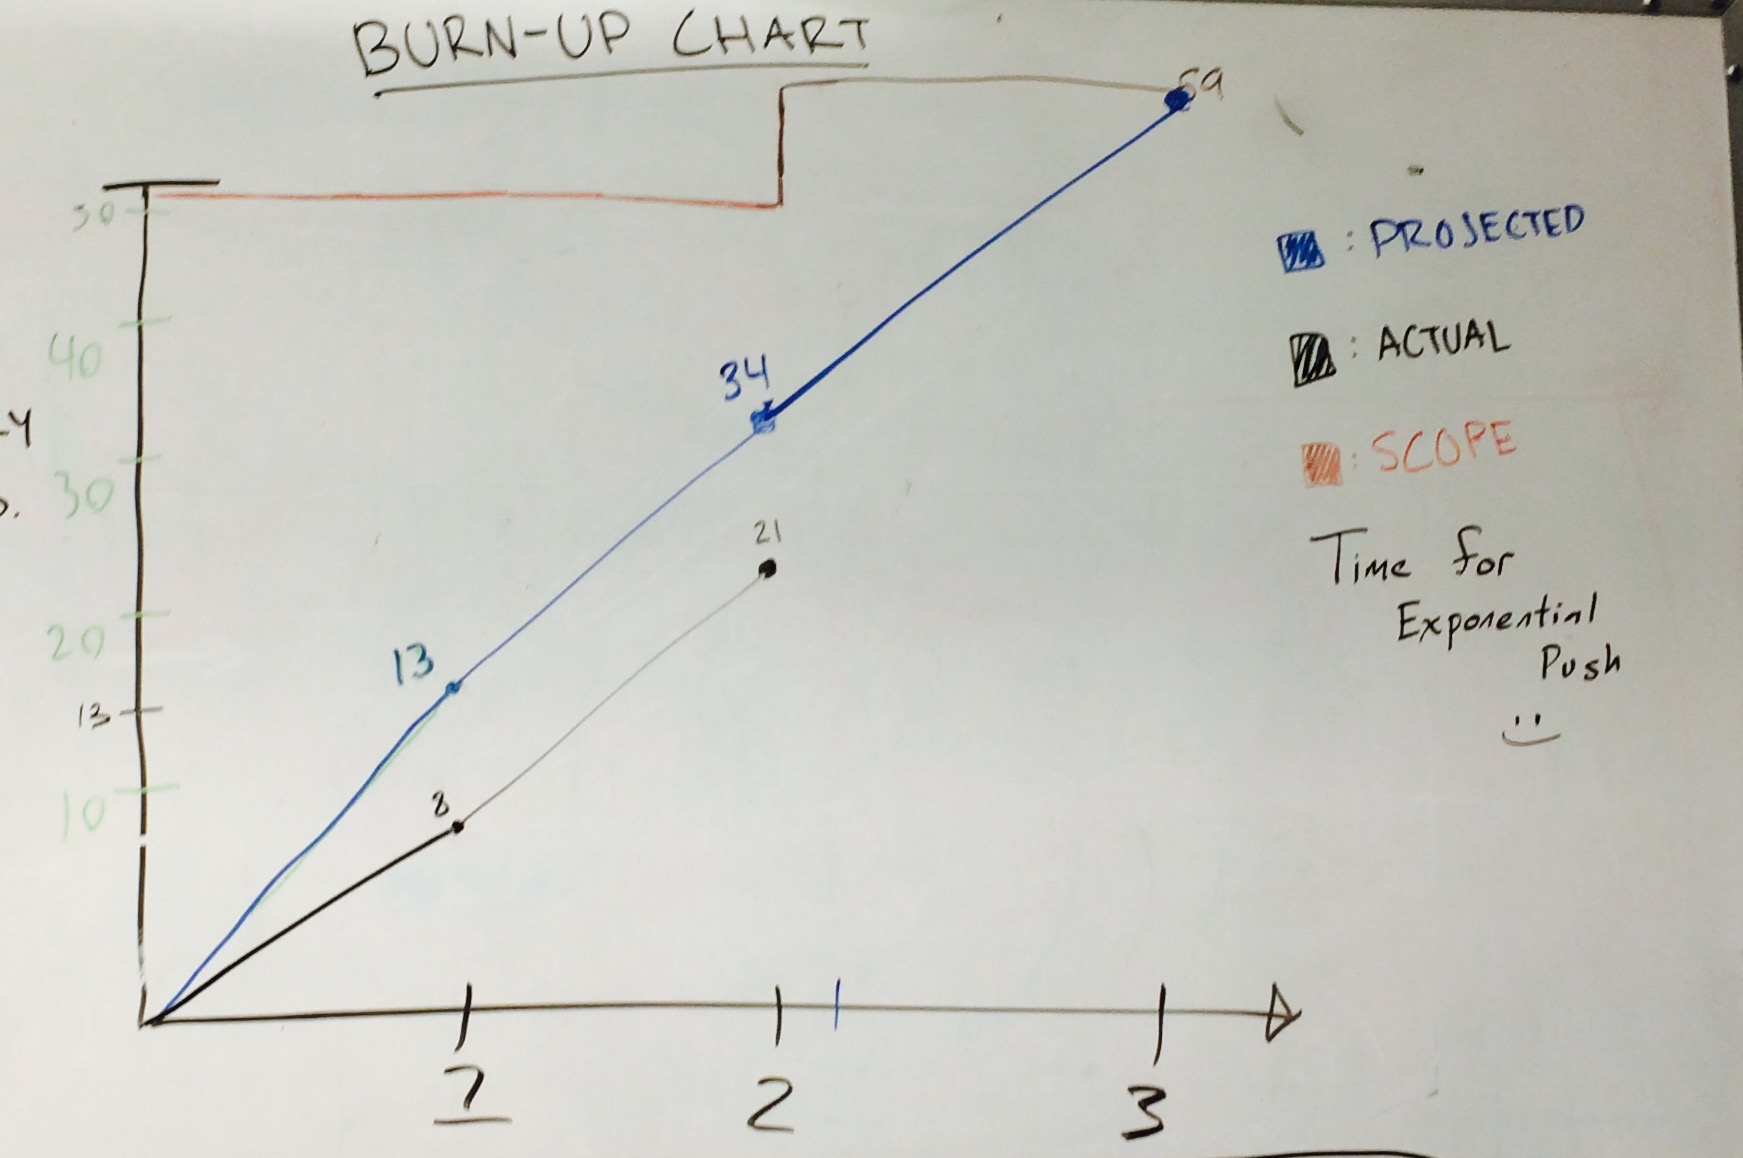 BURN-UP CHART
59
50
: PROJECTED
40
34
: ACTUAL
-Y
: SCOPE
30
21
Time for
Exponential
Push
20
13
13
8
10
1
2
3